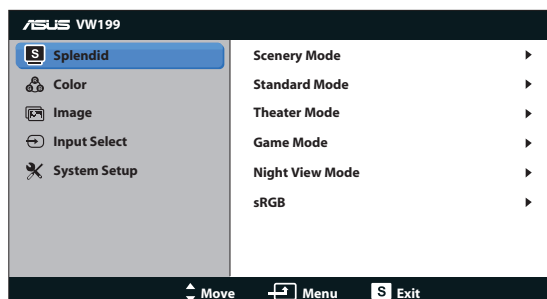 ASUS VW199
S Splendid
Color
Image
Input Select
System Setup
Scenery Mode
Standard Mode
Theater Mode
Game Mode
Night View Mode
sRGB
Move Menu S Exit